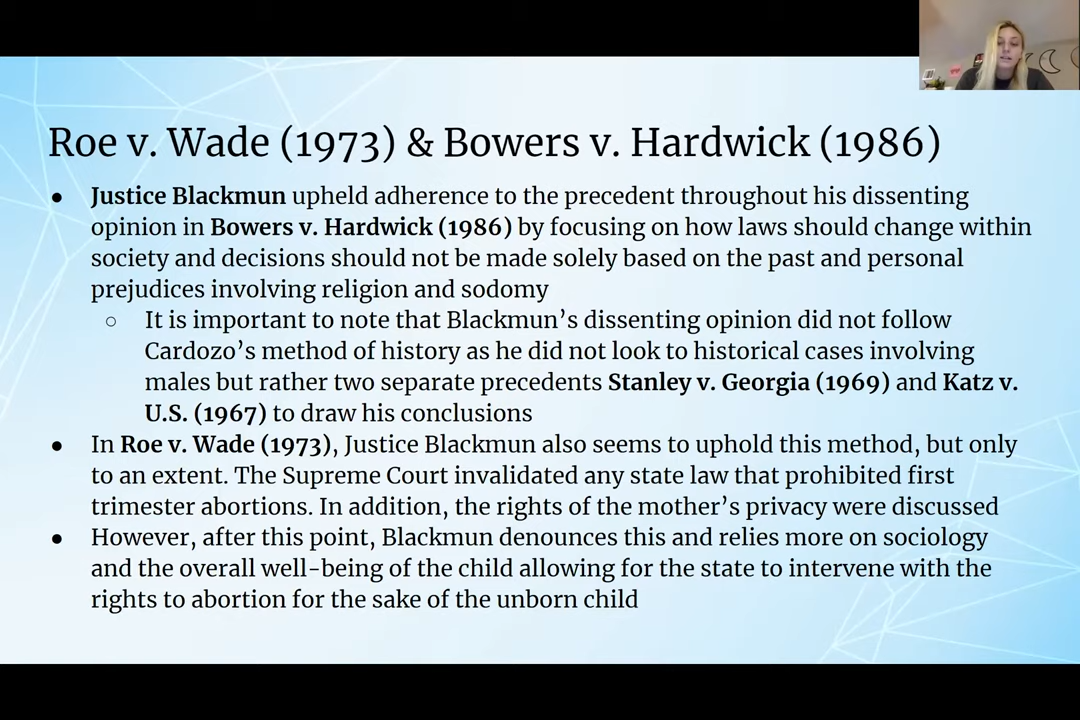 Roe v. Wade (1973) & Bowers v. Hardwick (1986)
● Justice Blackmun upheld adherence to the precedent throughout his dissenting
opinion in Bowers v. Hardwick (1986) by focusing on how laws should change within
society and decisions should not be made solely based on the past and personal
prejudices involving religion and sodomy
○ It is important to note that Blackmun’s dissenting opinion did not follow
Cardozo’s method of history as he did not look to historical cases involving
males but rather two separate precedents Stanley v. Georgia (1969) and Katz v.
U.S. (1967) to draw his conclusions
● In Roe v. Wade (1973), Justice Blackmun also seems to uphold this method, but only
to an extent. The Supreme Court invalidated any state law that prohibited first
trimester abortions. In addition, the rights of the mother’s privacy were discussed
● However, after this point, Blackmun denounces this and relies more on sociology
and the overall well-being of the child allowing for the state to intervene with the
rights to abortion for the sake of the unborn child